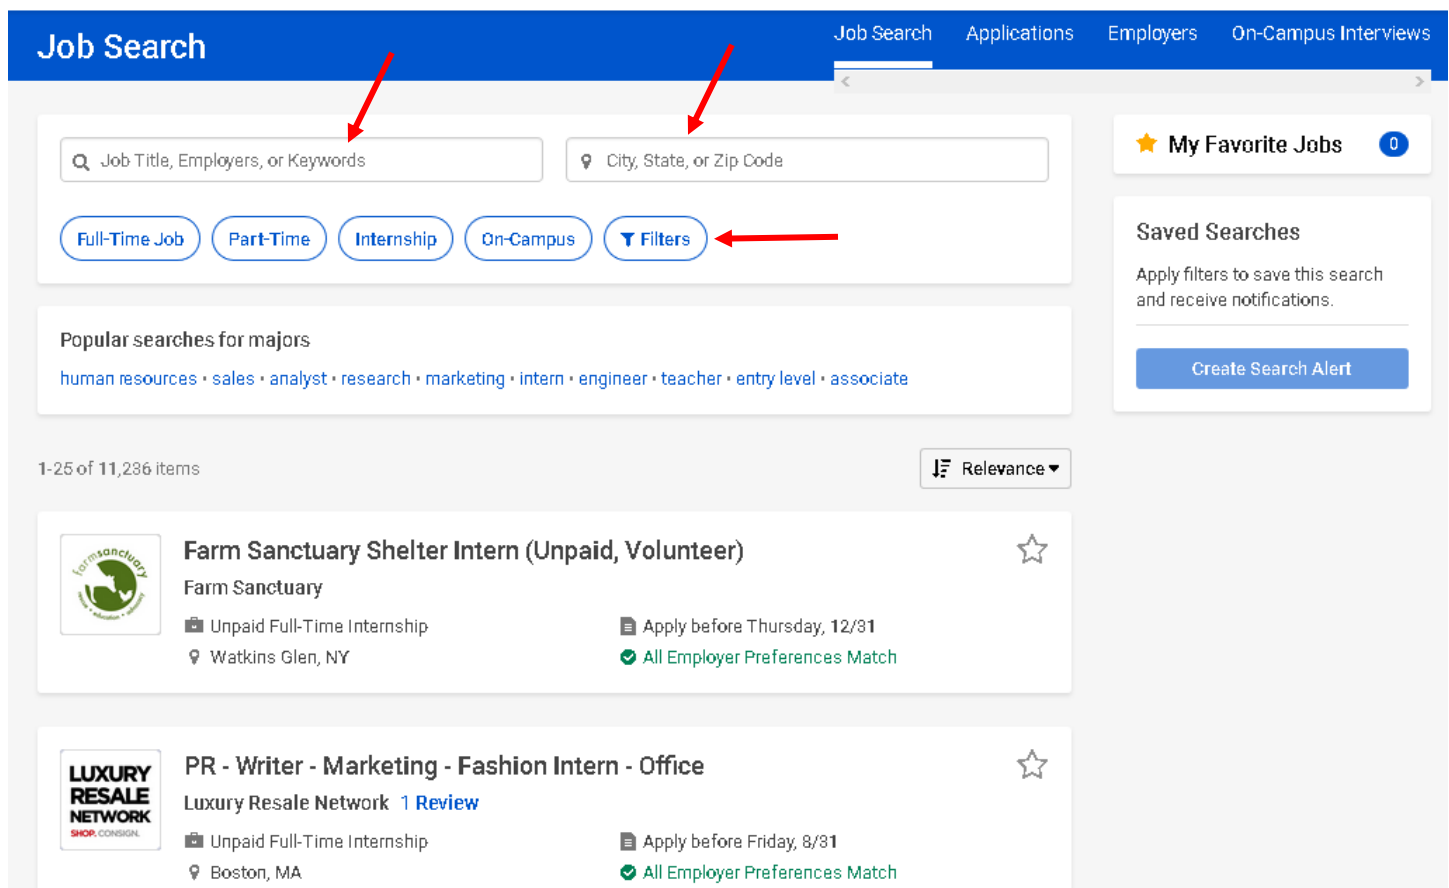 Job Search
Job Search Applications Employers On-Campus Interviews
Job Title, Employers, or Keywords
City, State, or Zip Code
Full-Time Job Part-Time Internship On-Campus Filters
My Favorite Jobs 0
Saved Searches
Apply filters to save this search
and receive notifications.
Create Search Alert
Popular searches for majors
human resources • sales • analyst • research • marketing • intern • engineer • teacher • entry level • associate
1-25 of 11,236 items
Relevance
farmsanctuary
rescue • education • advocacy
Farm Sanctuary Shelter Intern (Unpaid, Volunteer)
Farm Sanctuary
Unpaid Full-Time Internship
Apply before Thursday, 12/31
Watkins Glen, NY
All Employer Preferences Match
LUXURY
RESALE
NETWORK
SHOP. CONSIGN.
PR - Writer - Marketing - Fashion Intern - Office
Luxury Resale Network 1 Review
Unpaid Full-Time Internship
Apply before Friday, 8/31
Boston, MA
All Employer Preferences Match